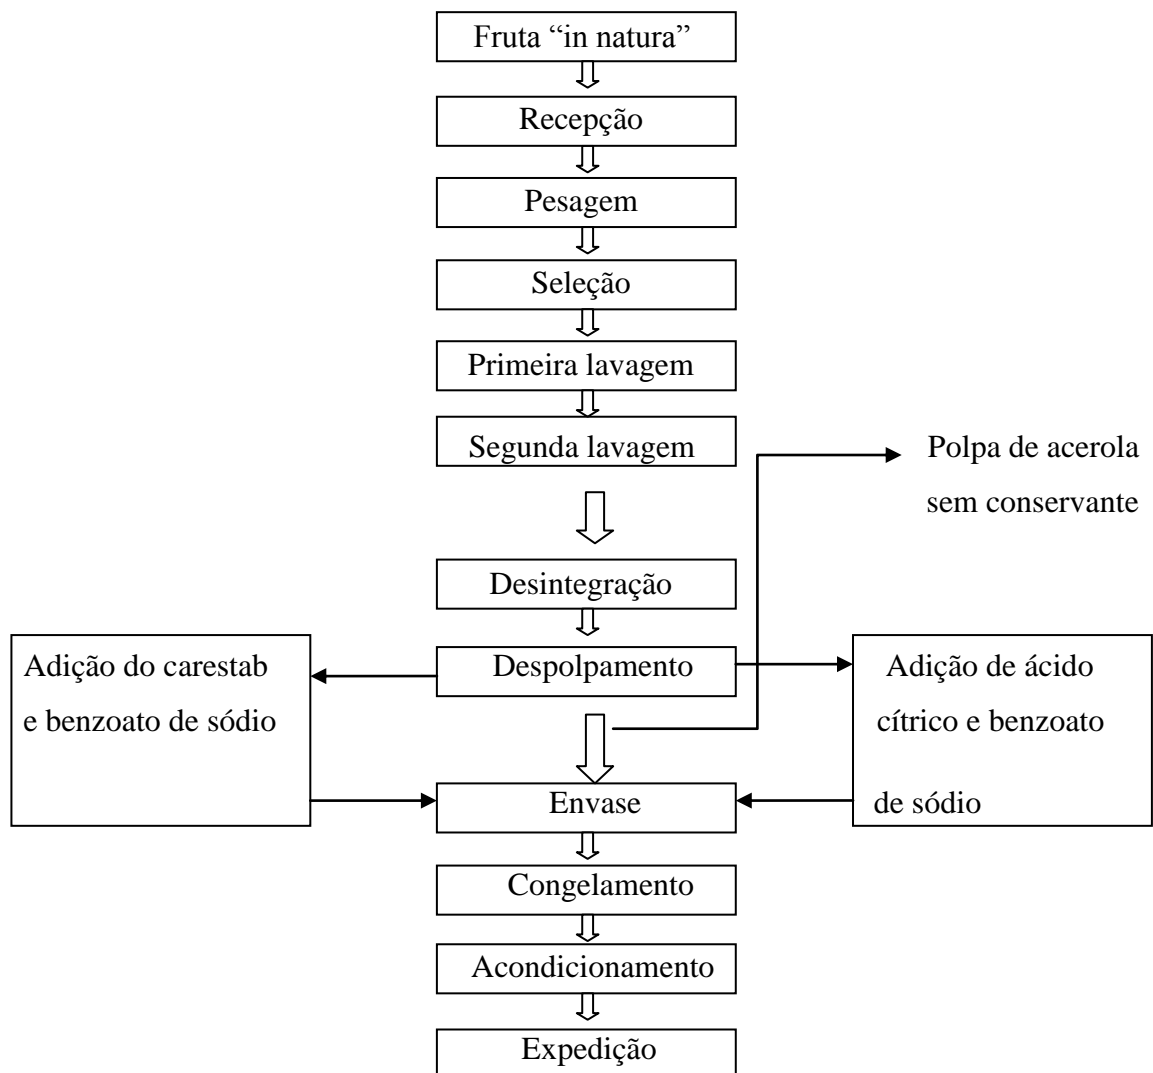 Fruta “in natura”
Recepção
Pesagem
Seleção
Primeira lavagem
Segunda lavagem
Polpa de acerola
sem conservante
Desintegração
Despolpamento
Adição do carestab
e benzoato de sódio
Adição de ácido
cítrico e benzoato
de sódio
Envase
Congelamento
Acondicionamento
Expedição